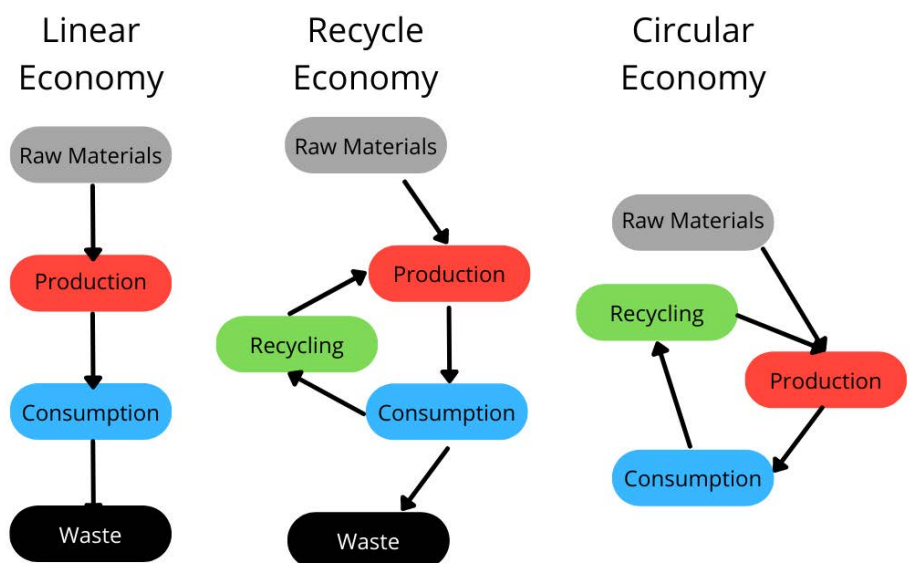 Linear
Economy
Raw Materials
Production
Consumption
Waste
Recycle
Economy
Raw Materials
Production
Recycling
Consumption
Waste
Circular
Economy
Raw Materials
Recycling
Production
Consumption